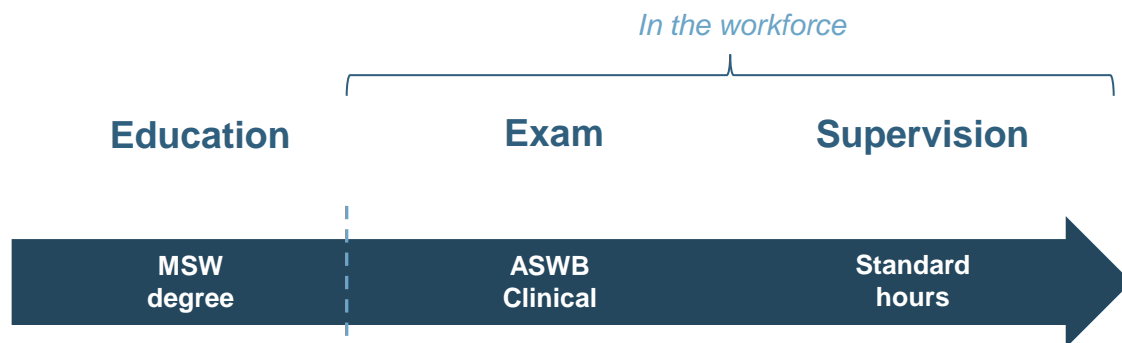 In the workforce
Education Exam Supervision
MSW ASWB Standard
degree Clinical hours